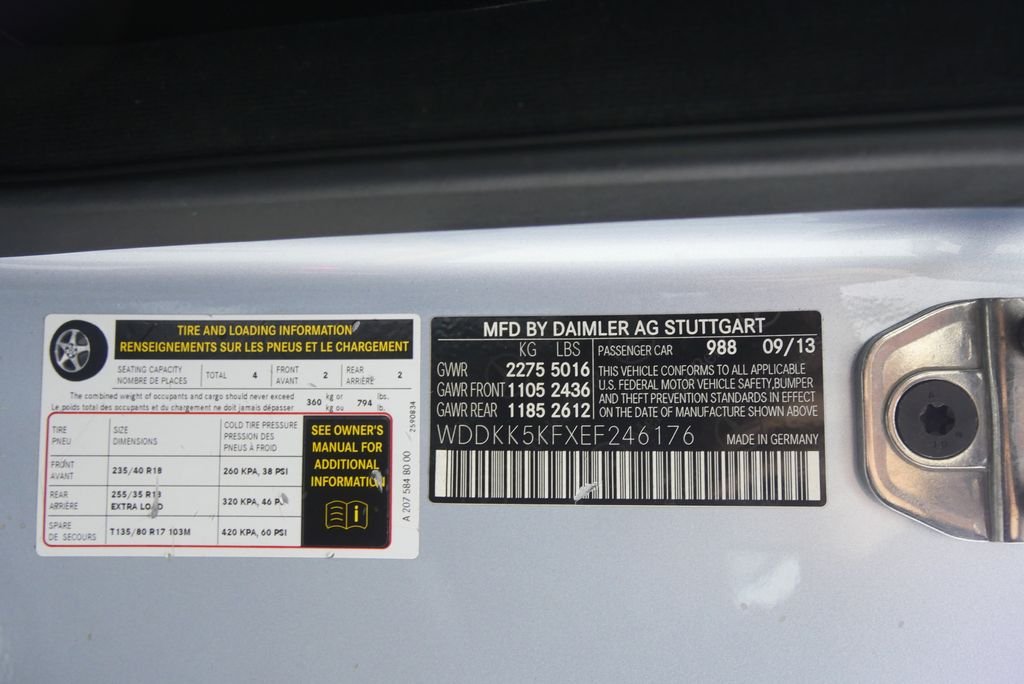 TIRE AND LOADING INFORMATION
RENSEIGNEMENTS SUR LES PNEUS ET LE CHARGEMENT
SEATING CAPACITY
NOMBRE DE PLACES
TOTAL 4
FRONT
AVANT
2
REAR
ARRIÈRE
2
The combined weight of occupants and cargo should never exceed
Le poids total des occupants et du chargement ne doit jamais dépasser
360 kg or
kg ou
794 lbs.
lb.
TIRE
PNEU
SIZE
DIMENSIONS
COLD TIRE PRESSURE
PRESSION DES
PNEUS À FROID
FRONT
AVANT
235/40 R18
260 KPA, 38 PSI
REAR
ARRIÈRE
255/35 R18
EXTRA LOAD
320 KPA, 46
SPARE
DE SECOURS
T135/80 R17 103M
420 KPA, 60 PSI
SEE OWNER'S
MANUAL FOR
ADDITIONAL
INFORMATION
2590834
A 207 584 80 00
MFD BY DAIMLER AG STUTTGART
KG LBS
GVWR 2275 5016
GAWR FRONT 1105 2436
GAWR REAR 1185 2612
PASSENGER CAR 988 09/13
THIS VEHICLE CONFORMS TO ALL APPLICABLE
U.S. FEDERAL MOTOR VEHICLE SAFETY,BUMPER
AND THEFT PREVENTION STANDARDS IN EFFECT
ON THE DATE OF MANUFACTURE SHOWN ABOVE
WDDKK5KFXEF246176
MADE IN GERMANY